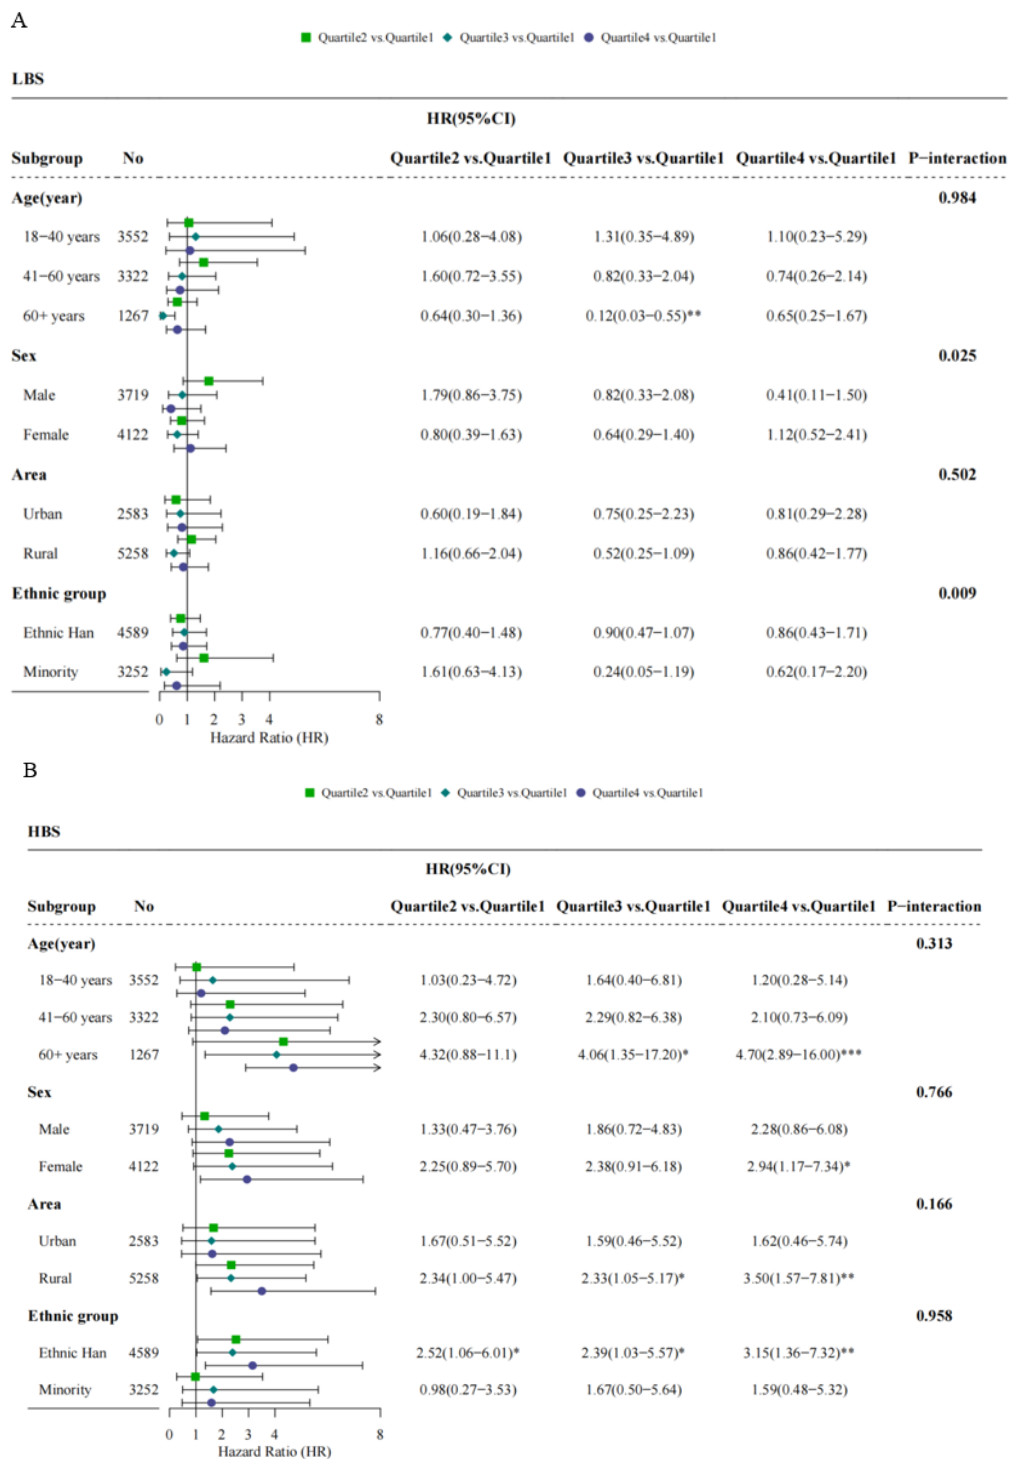 A
Quartile2 vs.Quartile1 Quartile3 vs.Quartile1 Quartile4 vs.Quartile1
LBS
HR(95%CI)
Subgroup No Quartile2 vs.Quartile1 Quartile3 vs.Quartile1 Quartile4 vs.Quartile1 P−interaction
Age(year) 0.984
18−40 years 3552 1.06(0.28−4.08) 1.31(0.35−4.89) 1.10(0.23−5.29)
41−60 years 3322 1.60(0.72−3.55) 0.82(0.33−2.04) 0.74(0.26−2.14)
60+ years 1267 0.64(0.30−1.36) 0.12(0.03−0.55)** 0.65(0.25−1.67)
Sex 0.025
Male 3719 1.79(0.86−3.75) 0.82(0.33−2.08) 0.41(0.11−1.50)
Female 4122 0.80(0.39−1.63) 0.64(0.29−1.40) 1.12(0.52−2.41)
Area 0.502
Urban 2583 0.60(0.19−1.84) 0.75(0.25−2.23) 0.81(0.29−2.28)
Rural 5258 1.16(0.66−2.04) 0.52(0.25−1.09) 0.86(0.42−1.77)
Ethnic group 0.009
Ethnic Han 4589 0.77(0.40−1.48) 0.90(0.47−1.07) 0.86(0.43−1.71)
Minority 3252 1.61(0.63−4.13) 0.24(0.05−1.19) 0.62(0.17−2.20)
0 1 2 3 4 8
Hazard Ratio (HR)
B
Quartile2 vs.Quartile1 Quartile3 vs.Quartile1 Quartile4 vs.Quartile1
HBS
HR(95%CI)
Subgroup No Quartile2 vs.Quartile1 Quartile3 vs.Quartile1 Quartile4 vs.Quartile1 P−interaction
Age(year) 0.313
18−40 years 3552 1.03(0.23−4.72) 1.64(0.40−6.81) 1.20(0.28−5.14)
41−60 years 3322 2.30(0.80−6.57) 2.29(0.82−6.38) 2.10(0.73−6.09)
60+ years 1267 4.32(0.88−11.1) 4.06(1.35−17.20)* 4.70(2.89−16.00)***
Sex 0.766
Male 3719 1.33(0.47−3.76) 1.86(0.72−4.83) 2.28(0.86−6.08)
Female 4122 2.25(0.89−5.70) 2.38(0.91−6.18) 2.94(1.17−7.34)*
Area 0.166
Urban 2583 1.67(0.51−5.52) 1.59(0.46−5.52) 1.62(0.46−5.74)
Rural 5258 2.34(1.00−5.47) 2.33(1.05−5.17)* 3.50(1.57−7.81)**
Ethnic group 0.958
Ethnic Han 4589 2.52(1.06−6.01)* 2.39(1.03−5.57)* 3.15(1.36−7.32)**
Minority 3252 0.98(0.27−3.53) 1.67(0.50−5.64) 1.59(0.48−5.32)
0 1 2 3 4 8
Hazard Ratio (HR)